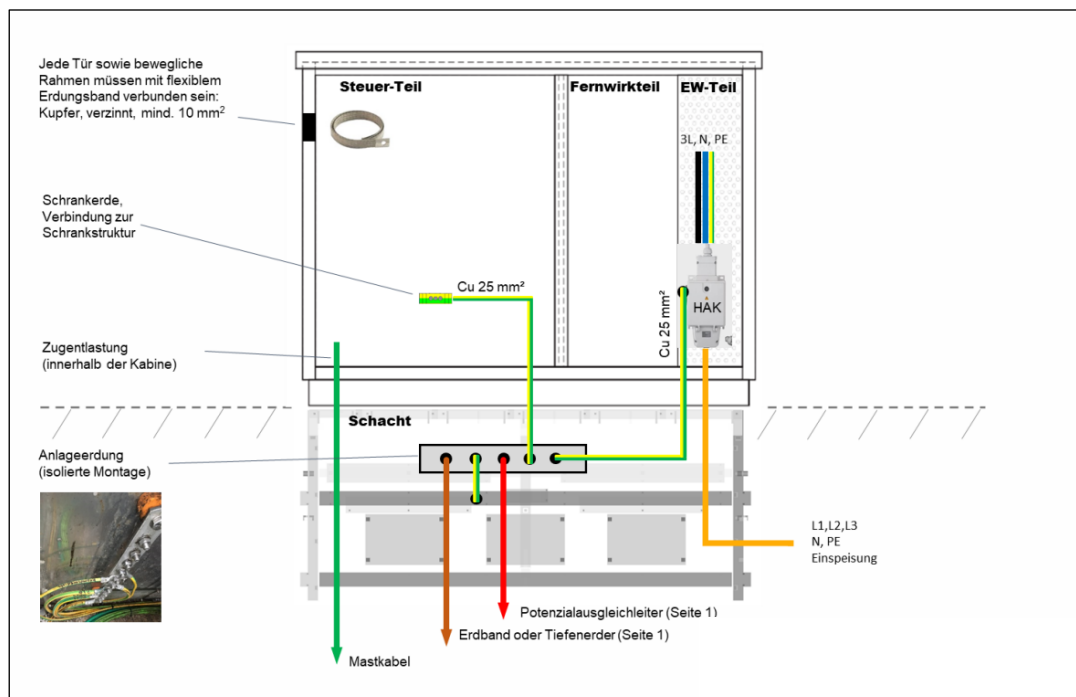 Jede Tür sowie bewegliche
Rahmen müssen mit flexiblem
Erdungsband verbunden sein:
Kupfer, verzinnt, mind. 10 mm²
Steuer-Teil
Fernwirkteil
EW-Teil
3L, N, PE
Schrankerde,
Verbindung zur
Schrankstruktur
Cu 25 mm²
Cu 25 mm²
HAK
Zugentlastung
(innerhalb der Kabine)
Schacht
Anlageerdung
(isolierte Montage)
L1,L2,L3
N, PE
Einspeisung
Potenzialausgleichleiter (Seite 1)
Erdband oder Tiefenerder (Seite 1)
Mastkabel